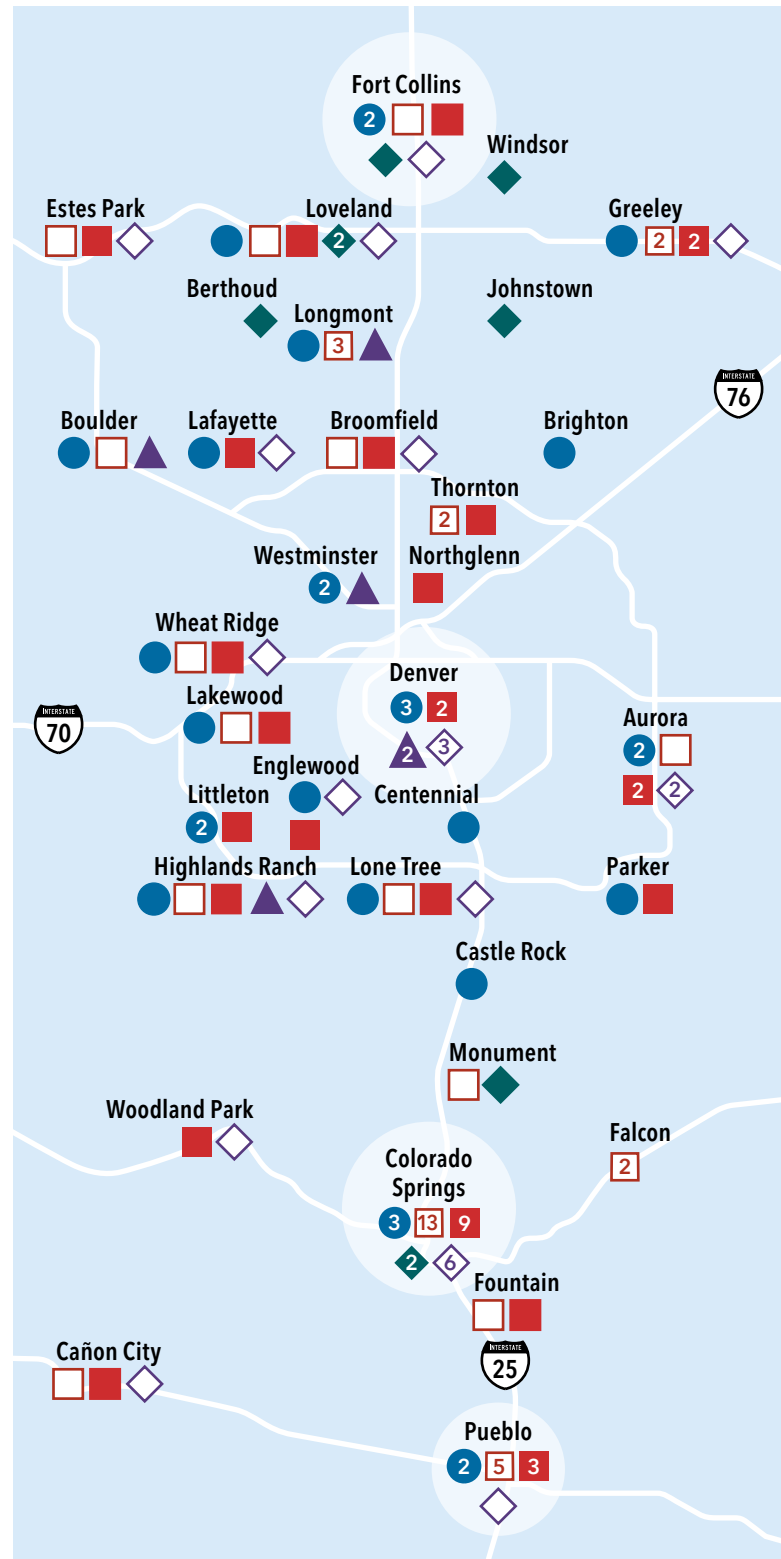 Fort Collins
2
Windsor
Estes Park
Loveland
2
Greeley
2 2
Berthoud
Johnstown
Longmont
3
INTERSTATE
76
Boulder
Lafayette
Broomfield
Brighton
Thornton
2
Westminster
2
Northglenn
Wheat Ridge
Denver
3 2
2 3
Lakewood
INTERSTATE
70
Aurora
2
2 2
Englewood
Littleton
2
Centennial
Highlands Ranch
Lone Tree
Parker
Castle Rock
Monument
Woodland Park
Falcon
2
Colorado
Springs
3 13 9
2 6
Fountain
INTERSTATE
25
Cañon City
Pueblo
2 5 3